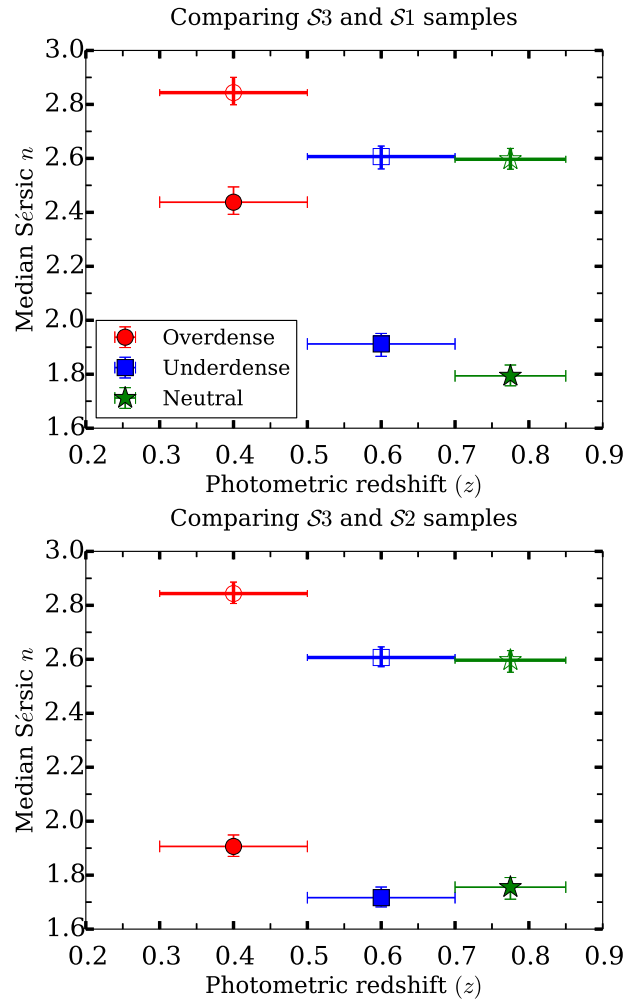 Comparing 𝒮3 and 𝒮1 samples
3.0
2.8
2.6
2.4
2.2
2.0
1.8
1.6
Median Sérsic n
Overdense
Underdense
Neutral
0.2 0.3 0.4 0.5 0.6 0.7 0.8 0.9
Photometric redshift (z)
Comparing 𝒮3 and 𝒮2 samples
3.0
2.8
2.6
2.4
2.2
2.0
1.8
1.6
Median Sérsic n
0.2 0.3 0.4 0.5 0.6 0.7 0.8 0.9
Photometric redshift (z)